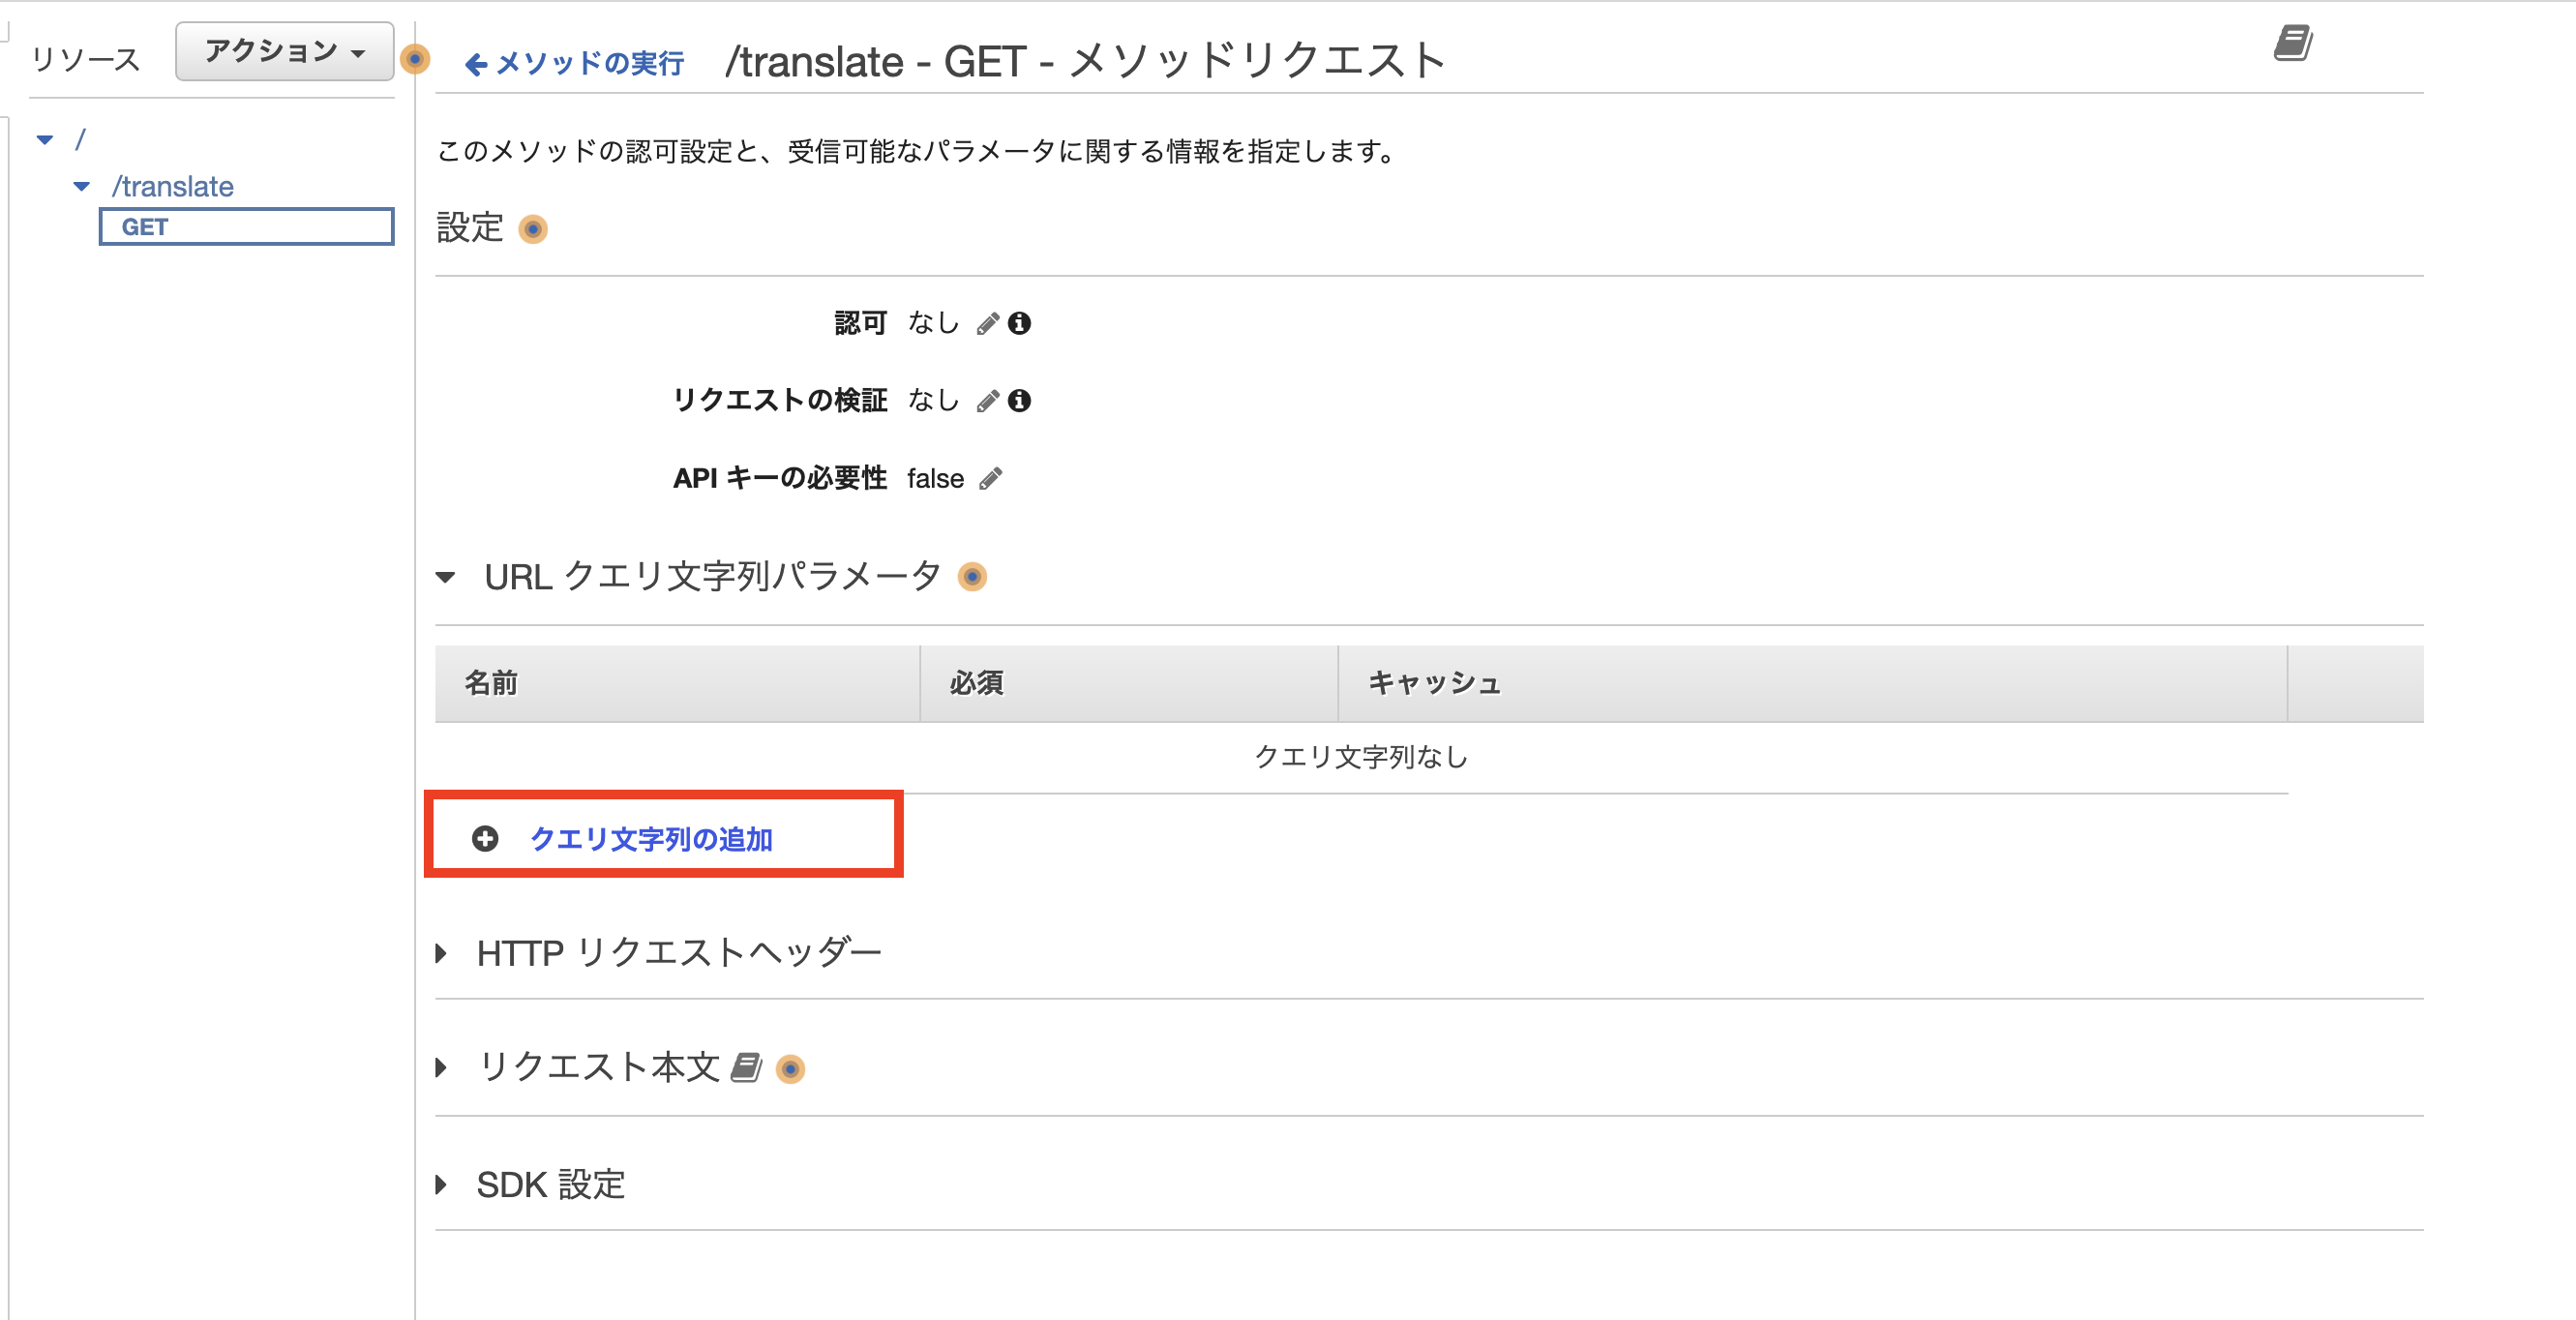 リソース
アクション
/
/translate
GET
メソッドの実行
/translate - GET - メソッドリクエスト
このメソッドの認可設定と、受信可能なパラメータに関する情報を指定します。
設定
認可 なし
リクエストの検証 なし
API キーの必要性 false
URL クエリ文字列パラメータ
名前 必須 キャッシュ
クエリ文字列なし
クエリ文字列の追加
HTTP リクエストヘッダー
リクエスト本文
SDK 設定